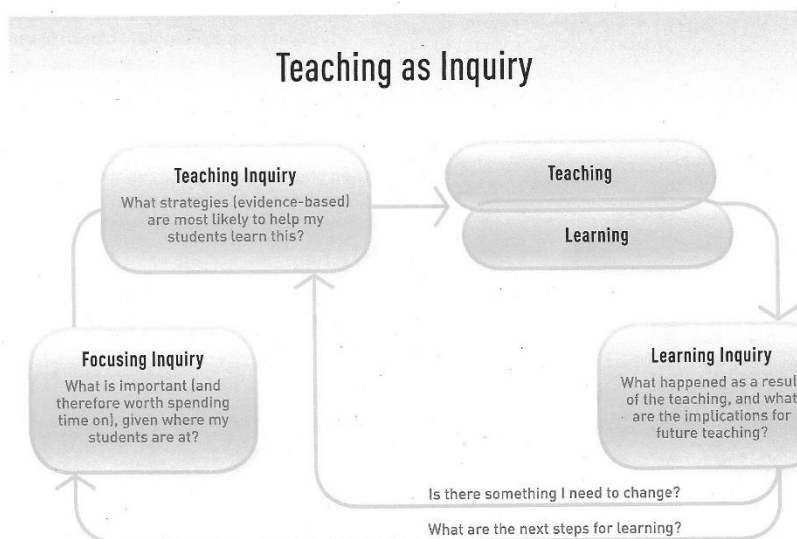 Teaching as Inquiry
Teaching Inquiry
What strategies (evidence-based)
are most likely to help my
students learn this?
Teaching
Learning
Focusing Inquiry
What is important (and
therefore worth spending
time on), given where my
students are at?
Learning Inquiry
What happened as a resul
of the teaching, and what
are the implications for
future teaching?
Is there something I need to change?
What are the next steps for learning?